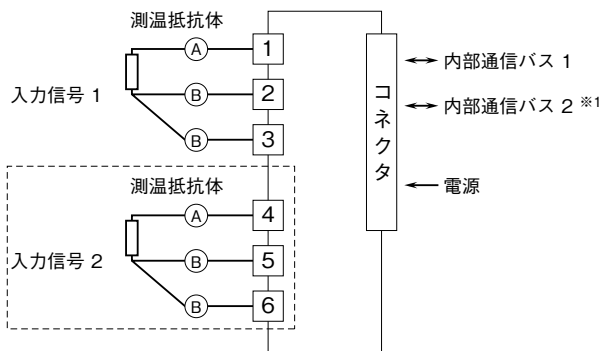 測温抵抗体
入力信号 1
A 1
B 2
B 3
測温抵抗体
入力信号 2
A 4
B 5
B 6
コネクタ
内部通信バス 1
内部通信バス 2 ※1
電源